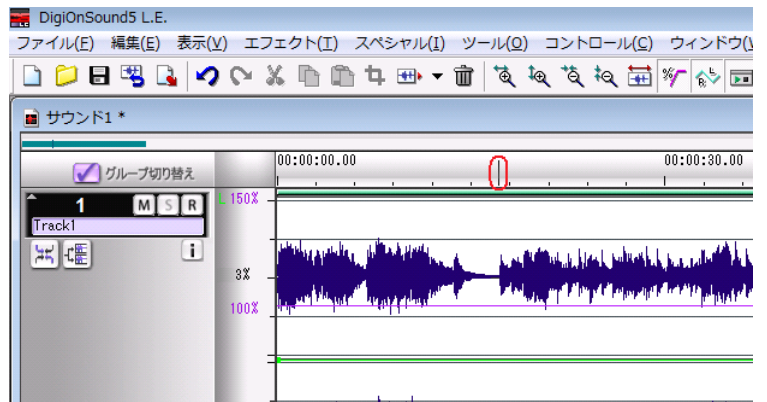 DigiOnSound5 L.E.
ファイル(F) 編集(E) 表示(V) エフェクト(T) スペシャル(I) ツール(O) コントロール(C) ウィンドウ(
サウンド1 *
グループ切り替え
00:00:00.00 00:00:30.00
1 M S R
Track1
i
L 150%
3%
100%